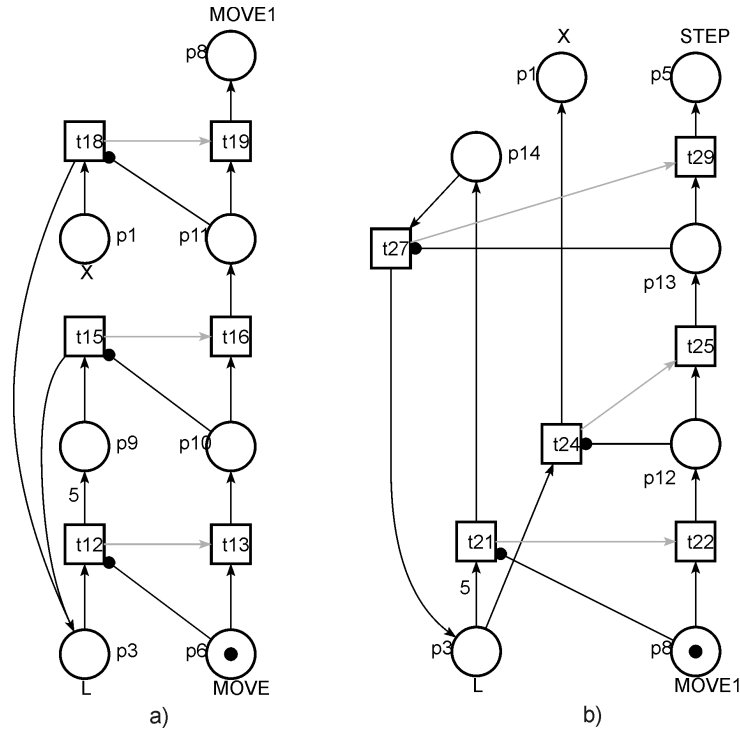 MOVE1
p8
t18
t19
p1
p11
X
t15
t16
p9
p10
5
t12
t13
p3
p6
L
MOVE
a)
X
STEP
p1
p5
p14
t29
t27
p13
t25
t24
p12
t21
t22
5
p3
p8
L
MOVE1
b)